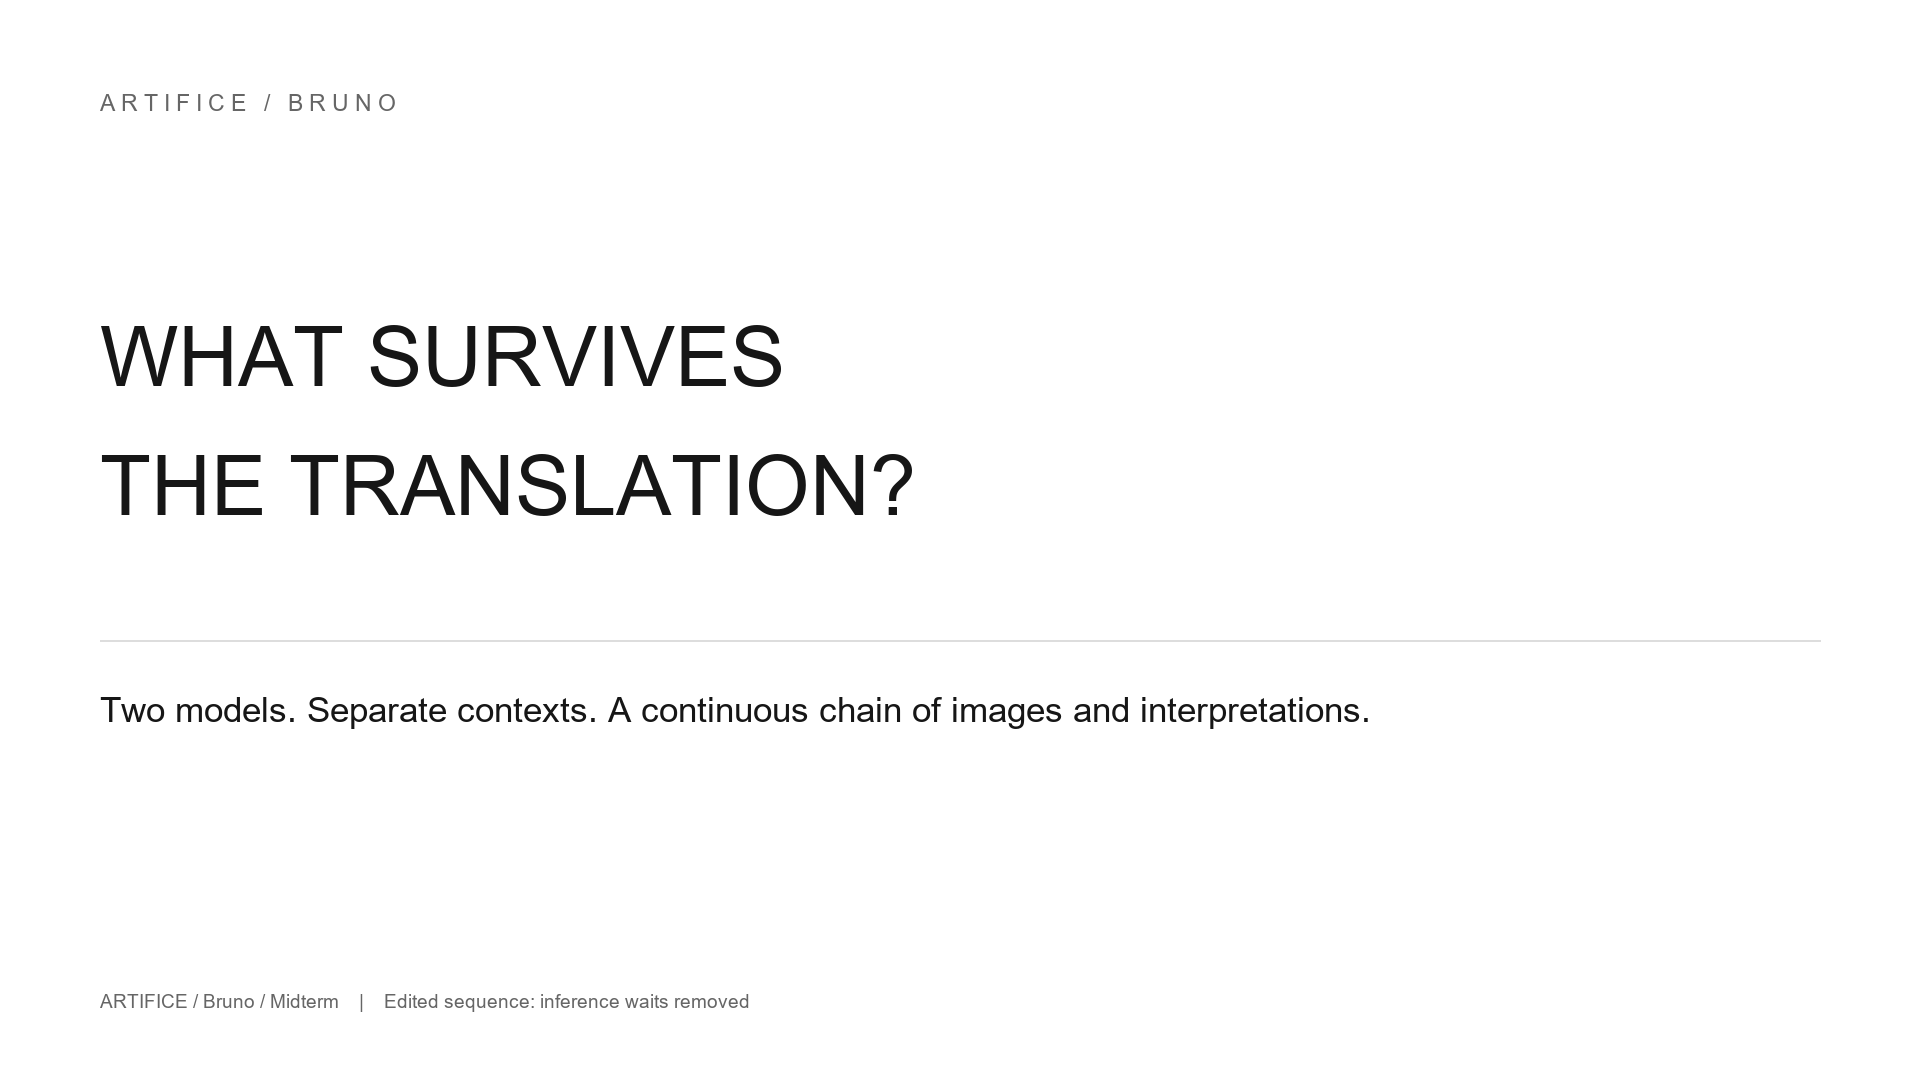 ARTIFICE / BRUNO
WHAT SURVIVES
THE TRANSLATION?
Two models. Separate contexts. A continuous chain of images and interpretations.
ARTIFICE / Bruno / Midterm | Edited sequence: inference waits removed